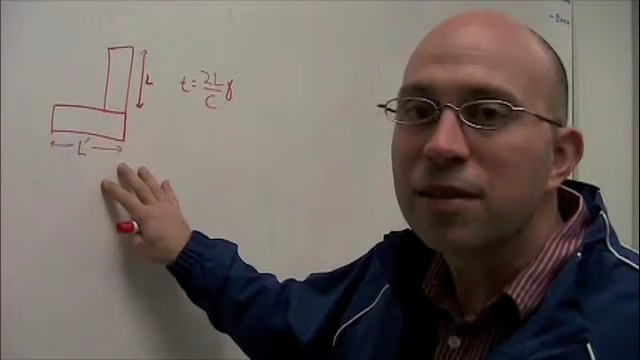 L
t = 2L/C γ
L'